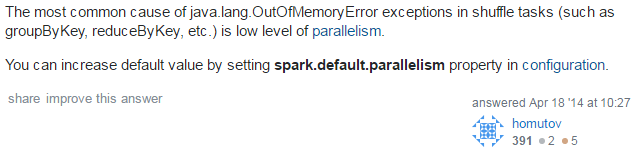 The most common cause of java.lang.OutOfMemoryError exceptions in shuffle tasks (such as
groupByKey, reduceByKey, etc.) is low level of parallelism.
You can increase default value by setting spark.default.parallelism property in configuration.
share improve this answer
answered Apr 18 '14 at 10:27
homutov
391 ●2 ●5